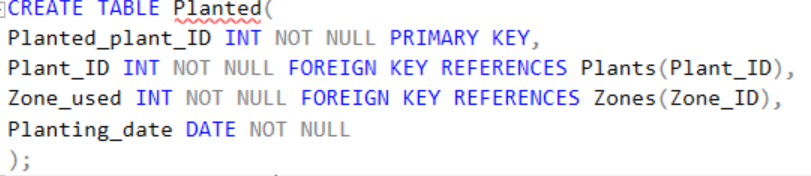 CREATE TABLE Planted(
Planted_plant_ID INT NOT NULL PRIMARY KEY,
Plant_ID INT NOT NULL FOREIGN KEY REFERENCES Plants(Plant_ID),
Zone_used INT NOT NULL FOREIGN KEY REFERENCES Zones(Zone_ID),
Planting_date DATE NOT NULL
);